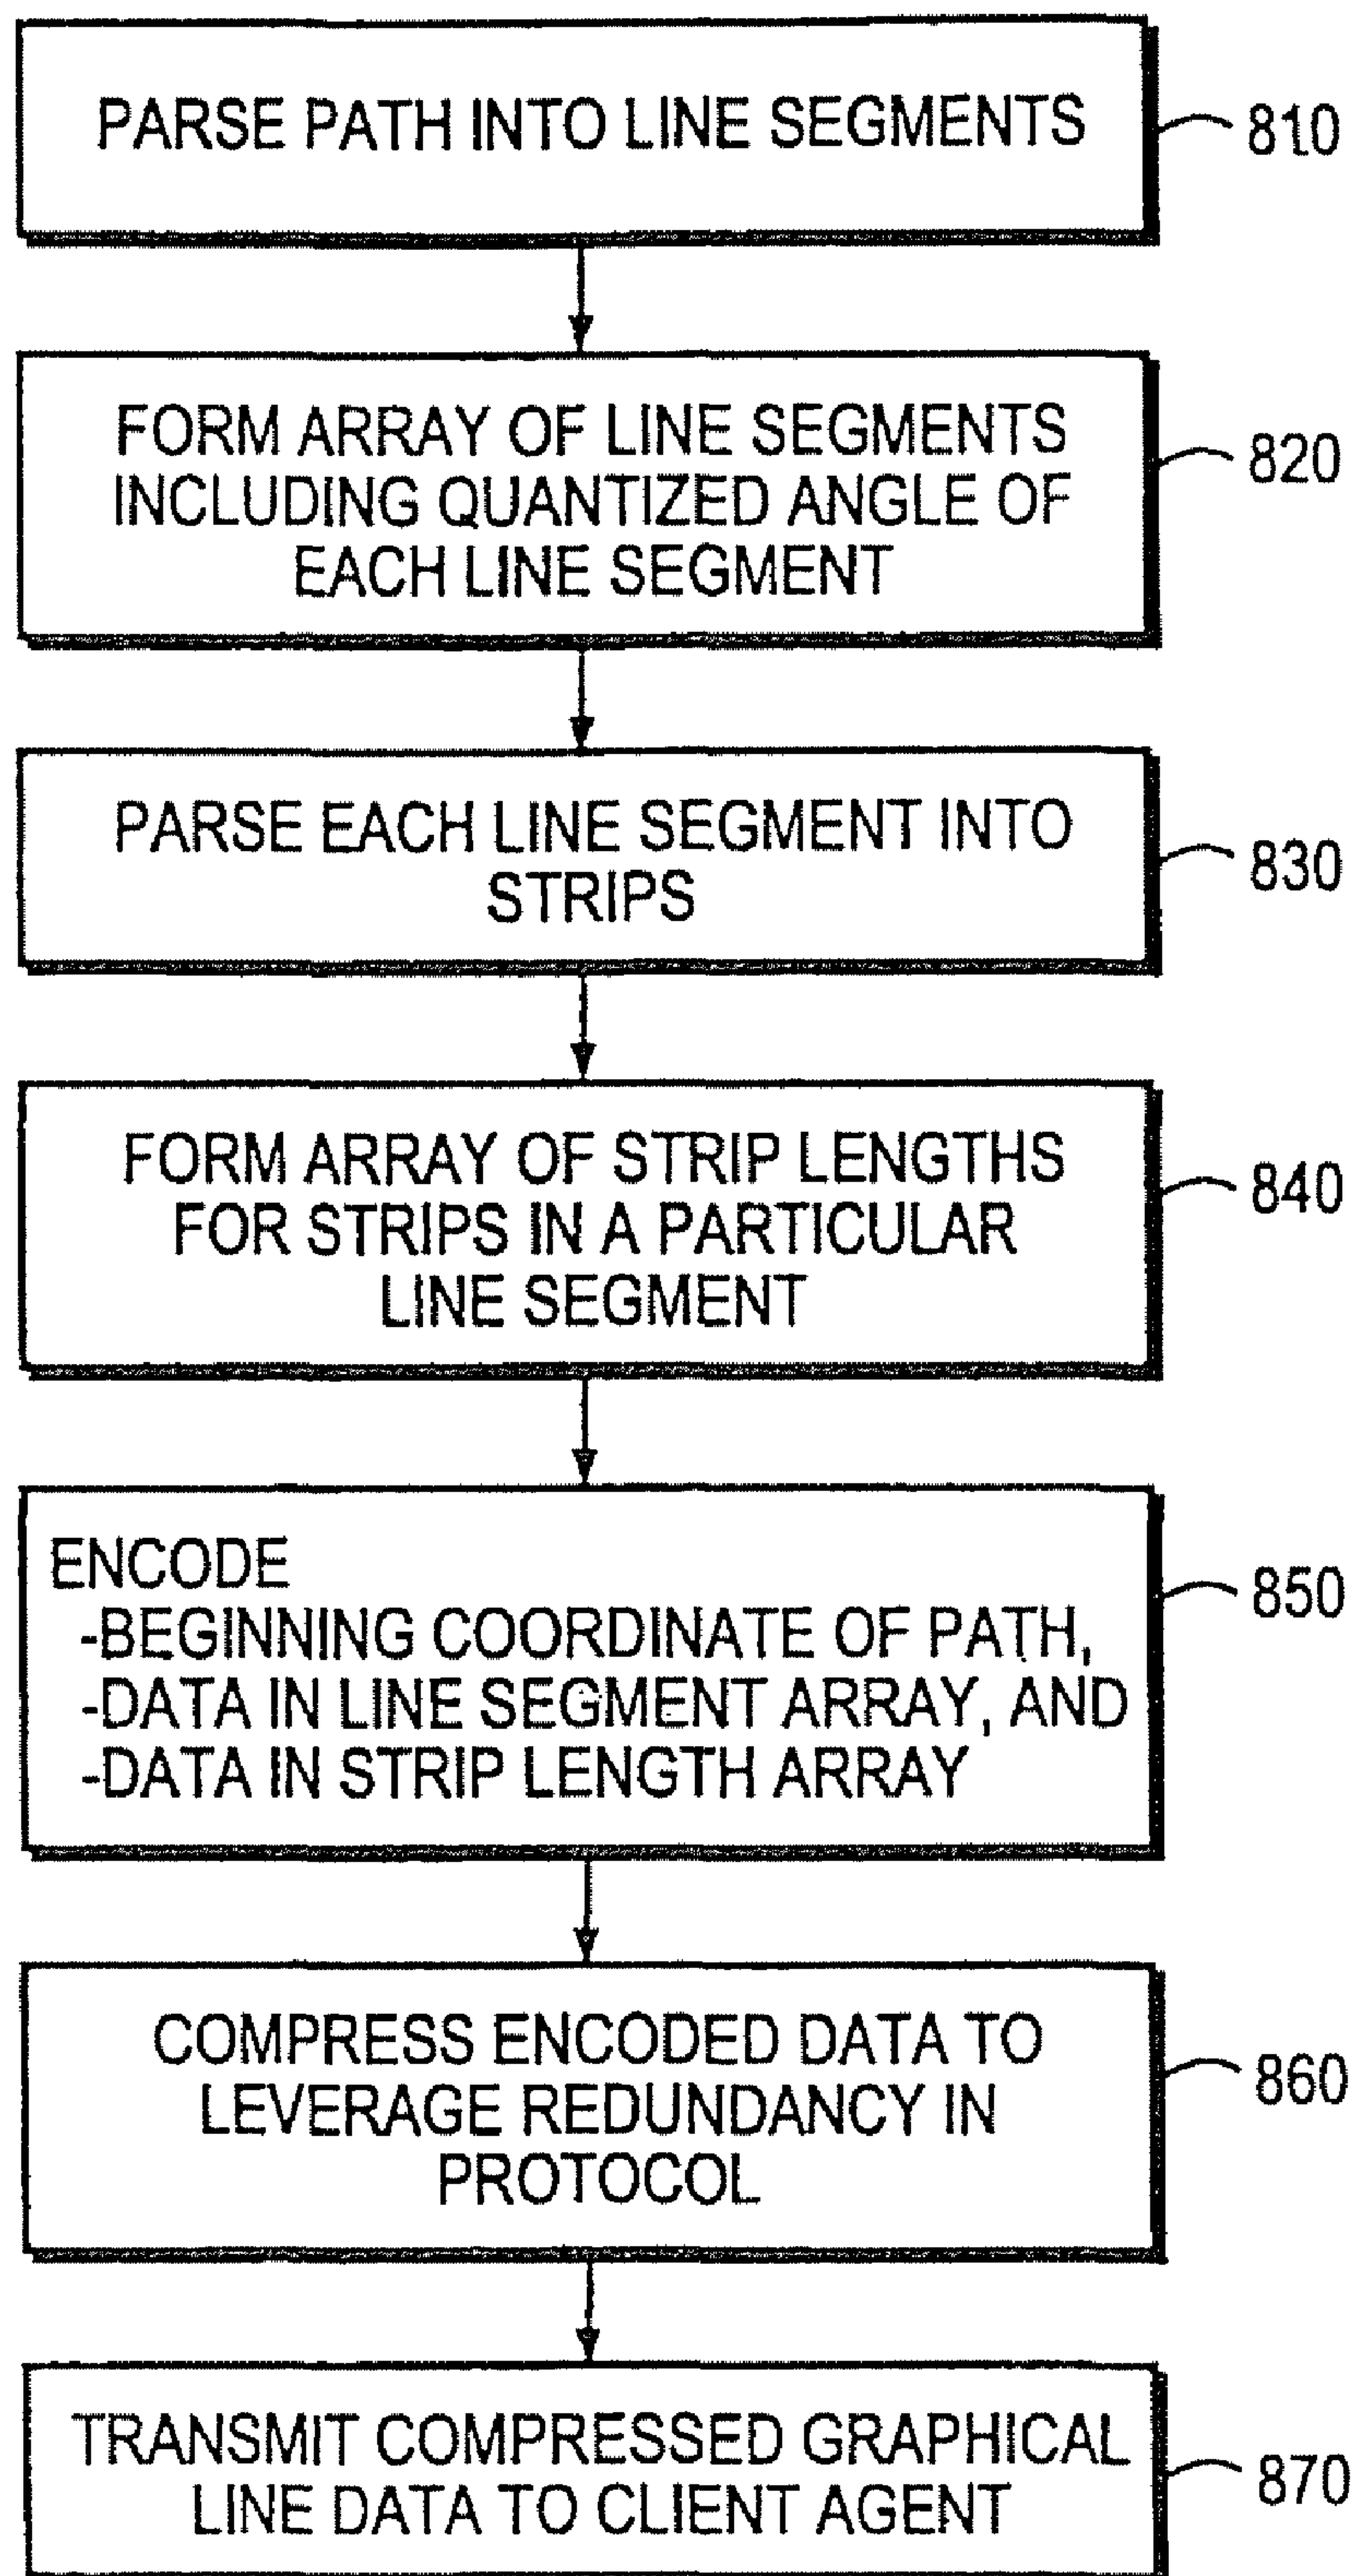 PARSE PATH INTO LINE SEGMENTS
810
FORM ARRAY OF LINE SEGMENTS
INCLUDING QUANTIZED ANGLE OF
EACH LINE SEGMENT
820
PARSE EACH LINE SEGMENT INTO
STRIPS
830
FORM ARRAY OF STRIP LENGTHS
FOR STRIPS IN A PARTICULAR
LINE SEGMENT
840
ENCODE
-BEGINNING COORDINATE OF PATH,
-DATA IN LINE SEGMENT ARRAY, AND
-DATA IN STRIP LENGTH ARRAY
850
COMPRESS ENCODED DATA TO
LEVERAGE REDUNDANCY IN
PROTOCOL
860
TRANSMIT COMPRESSED GRAPHICAL
LINE DATA TO CLIENT AGENT
870